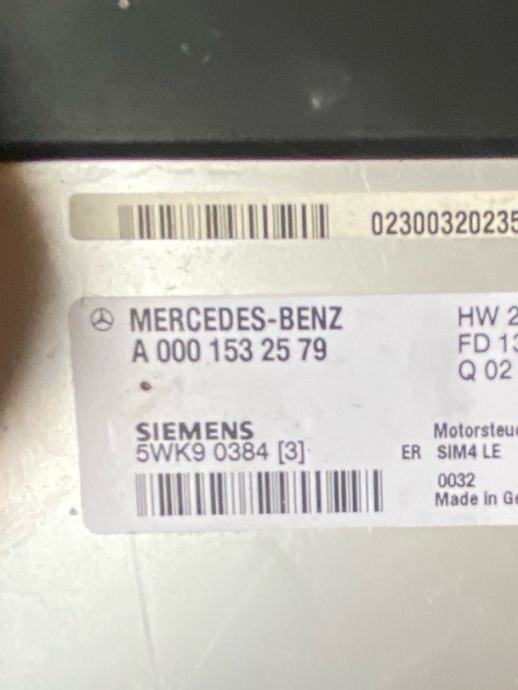 02300320235
MERCEDES-BENZ
A 000 153 25 79
HW 2
FD 13
Q 02
SIEMENS
5WK9 0384 [3]
Motorsteue
ER SIM4 LE
0032
Made in Ge